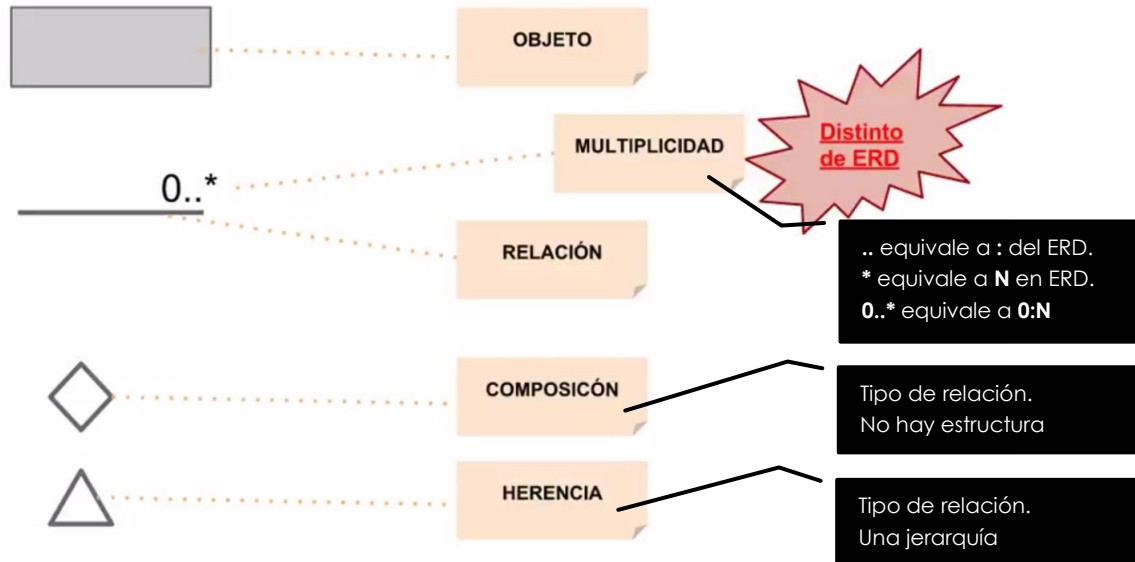 OBJETO
MULTIPLICIDAD
Distinto
de ERD
0..*
RELACIÓN
.. equivale a : del ERD.
* equivale a N en ERD.
0..* equivale a 0:N
COMPOSICÓN
Tipo de relación.
No hay estructura
HERENCIA
Tipo de relación.
Una jerarquía